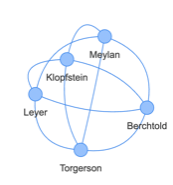 Meylan
Klopfstein
Leyer
Berchtold
Torgerson